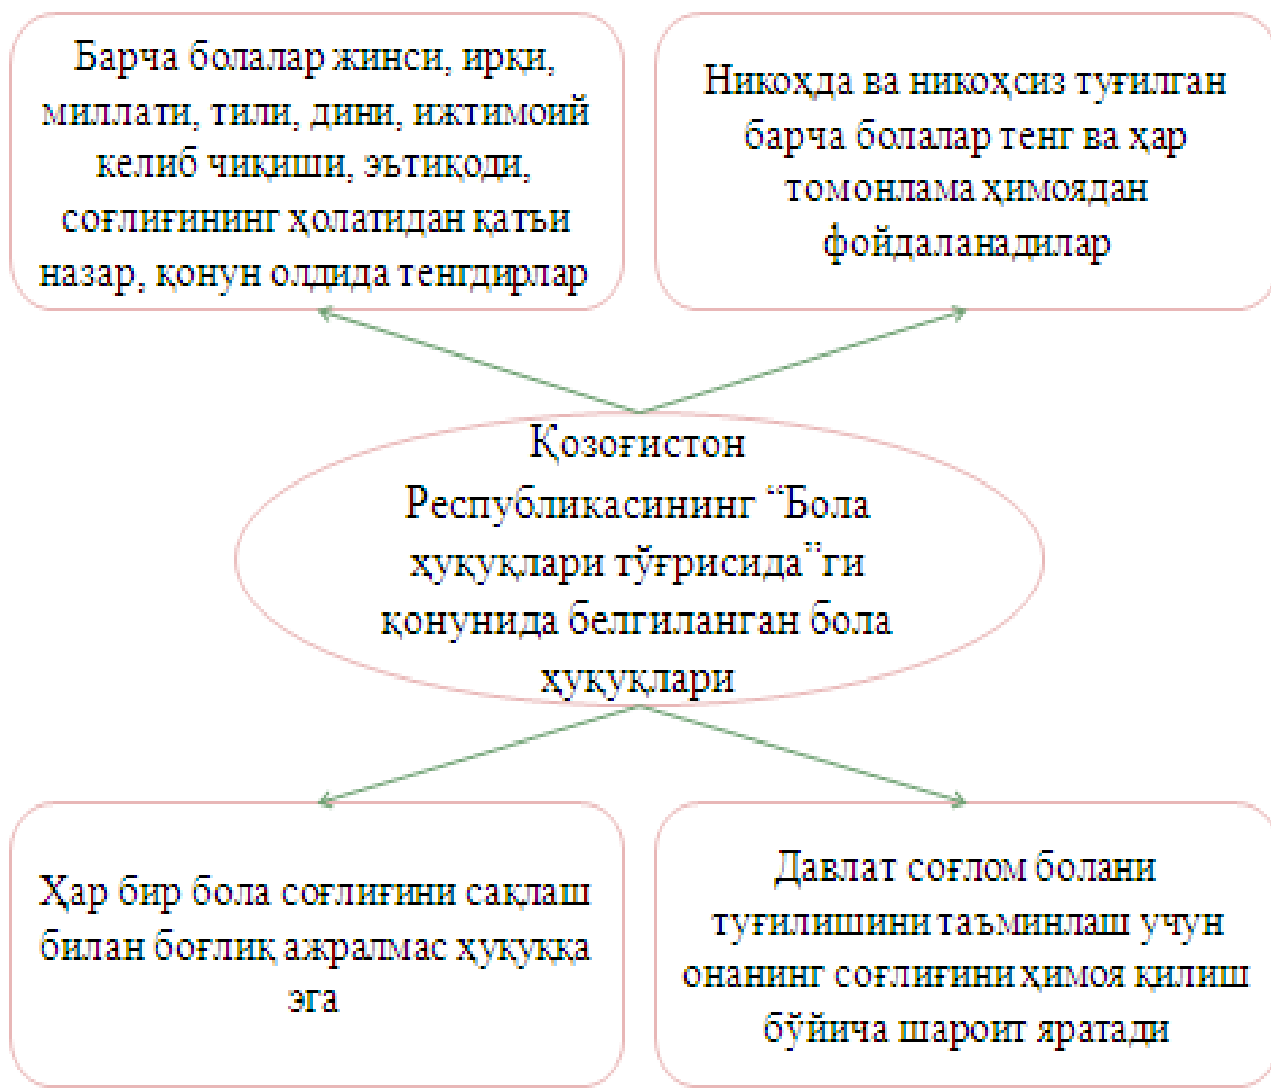 Барча болалар жинси, ирқи,
миллати, тили, дини, ижтимоий
келиб чиқиши, эътиқоди,
соғлиғининг ҳолатидан қатъи
назар, қонун олдида тенгдирлар
Никоҳда ва никоҳсиз туғилган
барча болалар тенг ва ҳар
томонлама ҳимоядан
фойдаланадилар
Қозоғистон
Республикасининг “Бола
ҳуқуқлари тўғрисида”ги
қонунида белгиланган бола
ҳуқуқлари
Ҳар бир бола соғлиғини сақлаш
билан боғлиқ ажралмас ҳуқуққа
эга
Давлат соғлом болани
туғилишини таъминлаш учун
онанинг соғлиғини ҳимоя қилиш
бўйича шароит яратади